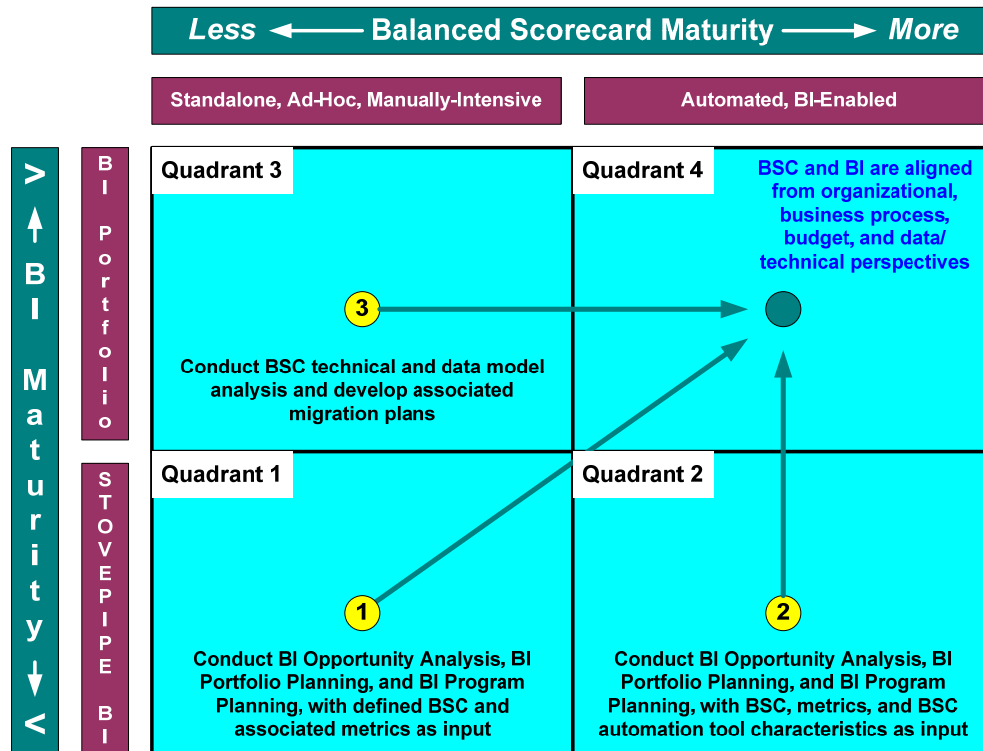 Less Balanced Scorecard Maturity More
Standalone, Ad-Hoc, Manually-Intensive
Automated, BI-Enabled
> BI Maturity <
BI Portfolio
STOVEPIPE BI
Quadrant 3
3
Conduct BSC technical and data model
analysis and develop associated
migration plans
Quadrant 4
BSC and BI are aligned
from organizational,
business process,
budget, and data/
technical perspectives
Quadrant 1
1
Conduct BI Opportunity Analysis, BI
Portfolio Planning, and BI Program
Planning, with defined BSC and
associated metrics as input
Quadrant 2
2
Conduct BI Opportunity Analysis, BI
Portfolio Planning, and BI Program
Planning, with BSC, metrics, and BSC
automation tool characteristics as input